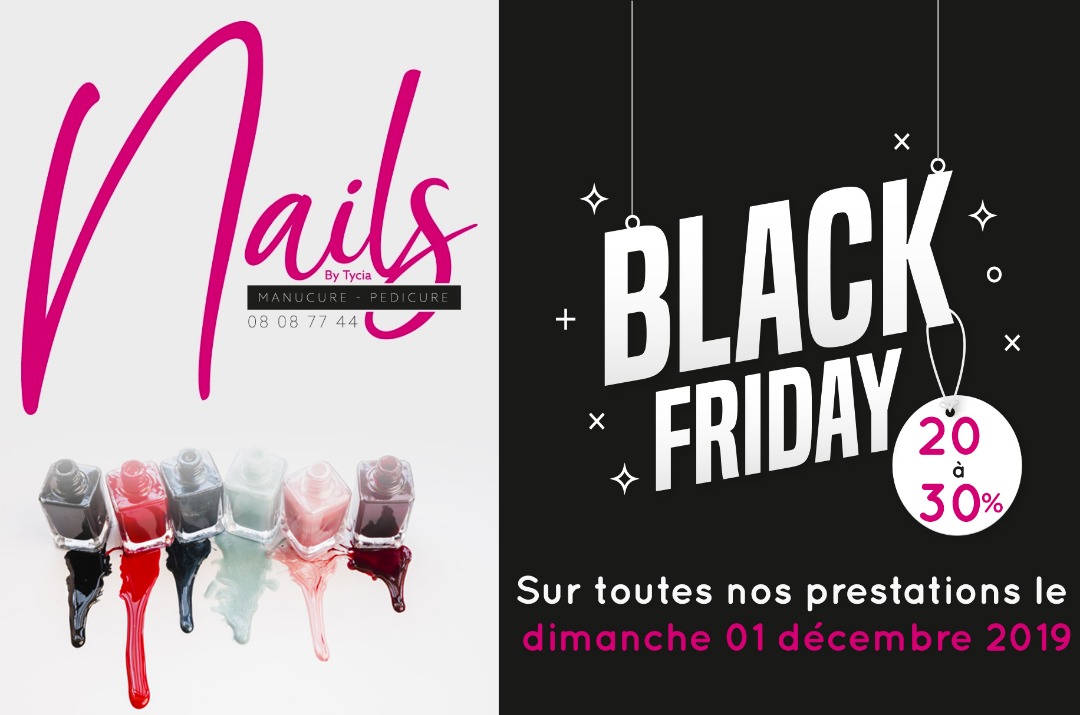 Nails
By Tycia
MANUCURE - PEDICURE
08 08 77 44
BLACK
FRIDAY
20
à
30%
Sur toutes nos prestations le
dimanche 01 décembre 2019